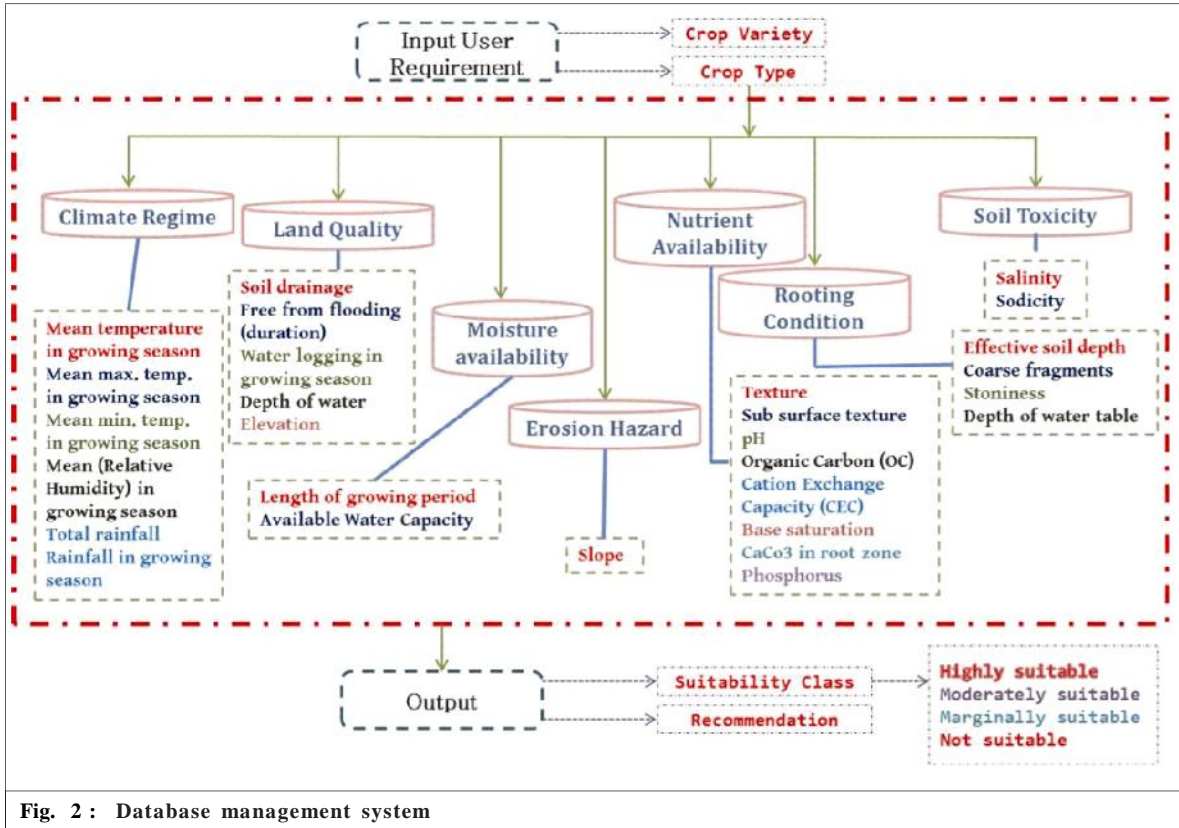 Input User
Requirement
Crop Variety
Crop Type
Climate Regime
Mean temperature
in growing season
Mean max. temp.
in growing season
Mean min. temp.
in growing season
Mean (Relative
Humidity) in
growing season
Total rainfall
Rainfall in growing
season
Land Quality
Soil drainage
Free from flooding
(duration)
Water logging in
growing season
Depth of water
Elevation
Moisture
availability
Length of growing period
Available Water Capacity
Erosion Hazard
Slope
Nutrient
Availability
Texture
Sub surface texture
pH
Organic Carbon (OC)
Cation Exchange
Capacity (CEC)
Base saturation
CaCo3 in root zone
Phosphorus
Rooting
Condition
Effective soil depth
Coarse fragments
Stoniness
Depth of water table
Soil Toxicity
Salinity
Sodicity
Output
Suitability Class
Recommendation
Highly suitable
Moderately suitable
Marginally suitable
Not suitable
Fig. 2 : Database management system